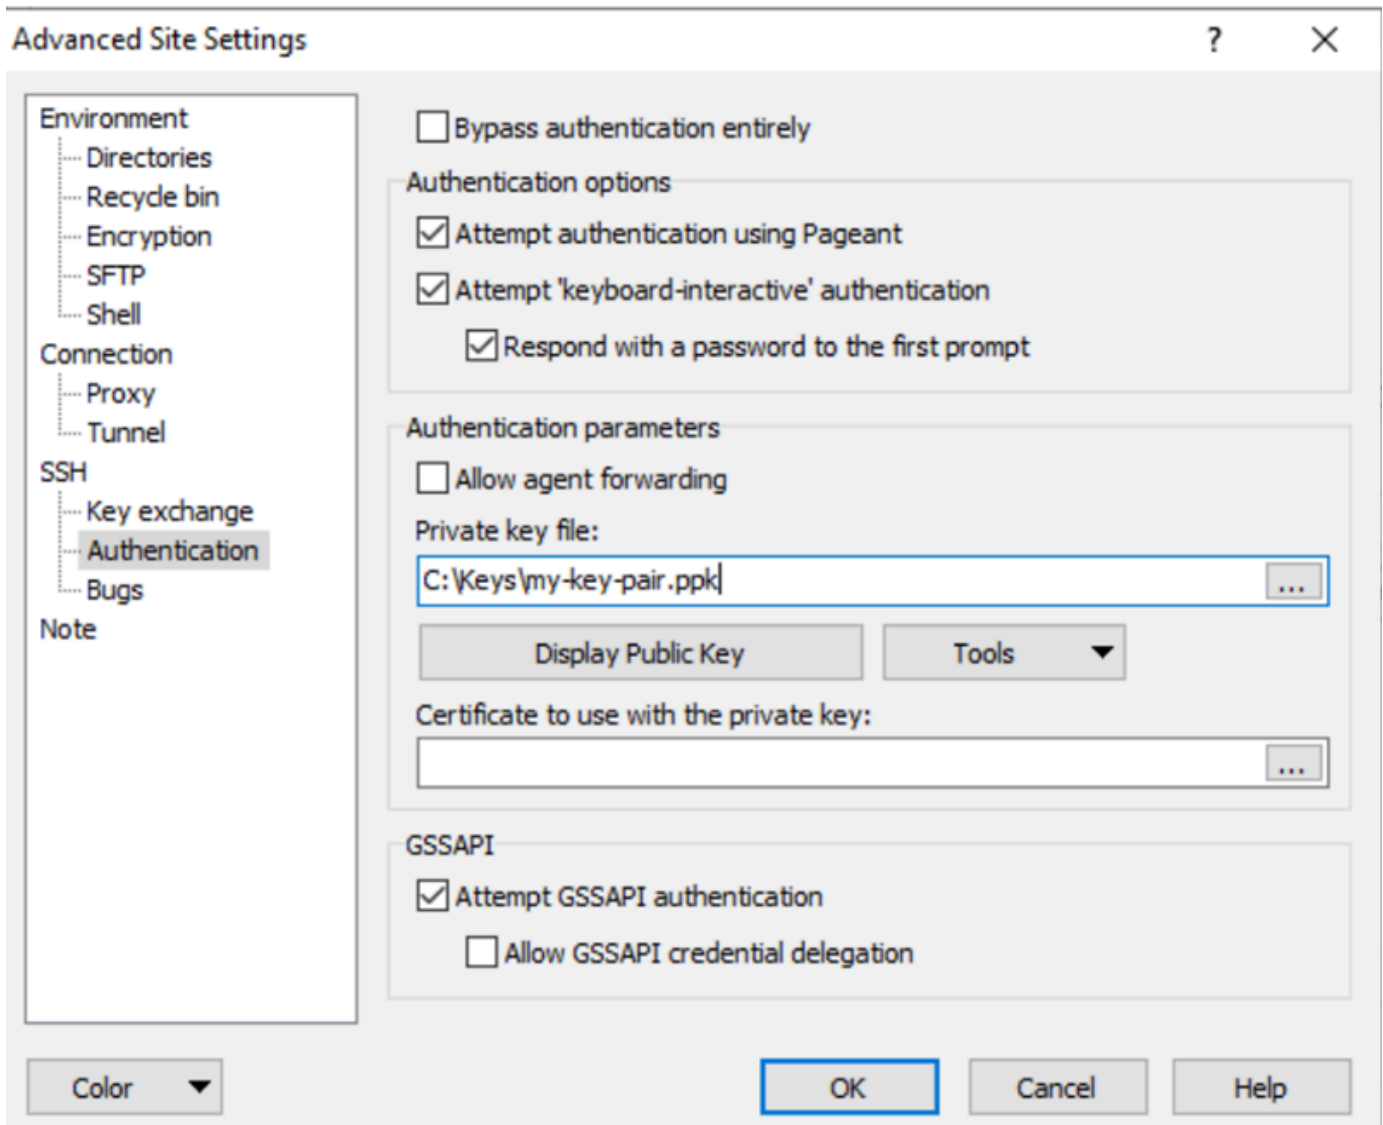 Advanced Site Settings
?
Environment
Directories
Recycle bin
Encryption
SFTP
Shell
Connection
Proxy
Tunnel
SSH
Key exchange
Authentication
Bugs
Note
Bypass authentication entirely
Authentication options
Attempt authentication using Pageant
Attempt 'keyboard-interactive' authentication
Respond with a password to the first prompt
Authentication parameters
Allow agent forwarding
Private key file:
C:\Keys\my-key-pair.ppk
...
Display Public Key
Tools
Certificate to use with the private key:
...
GSSAPI
Attempt GSSAPI authentication
Allow GSSAPI credential delegation
Color
OK
Cancel
Help